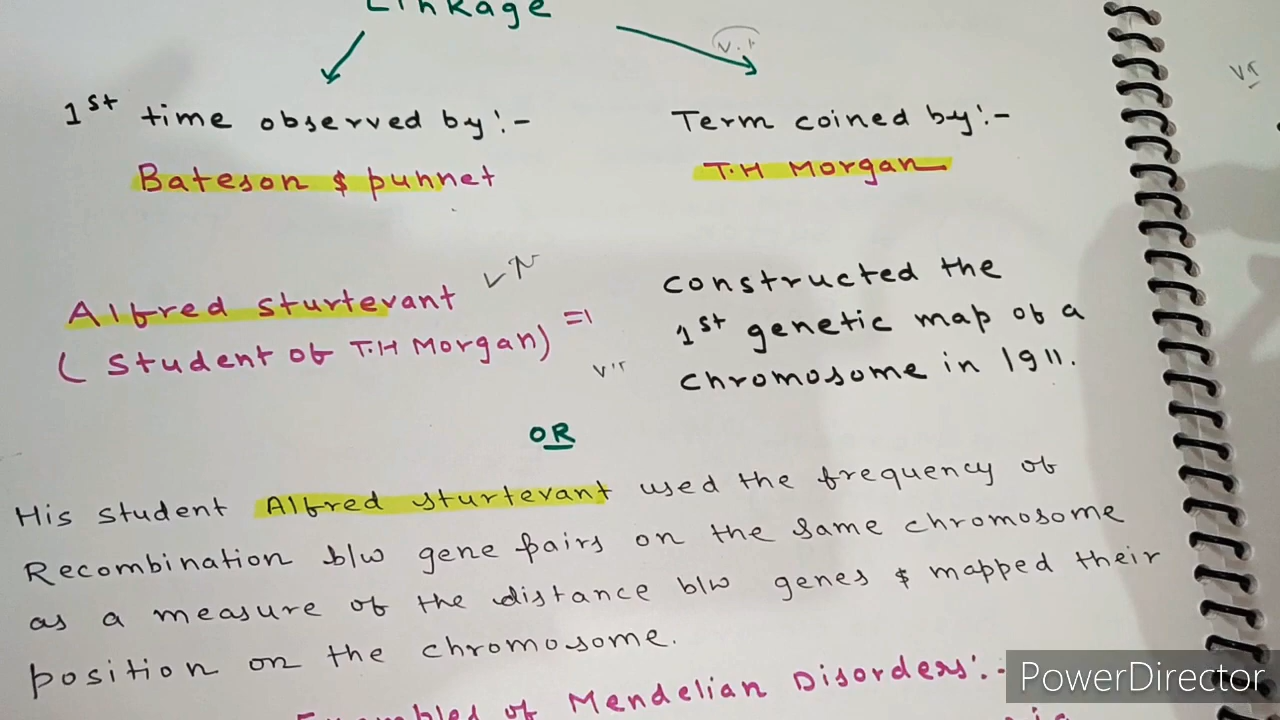 Linkage
1st time observed by:-
Term coined by:-
Bateson & punnet
T.H Morgan
Alfred sturtevant
(student of T.H Morgan) =)
constructed the
1st genetic map of a
chromosome in 1911.
OR
His student Alfred sturtevant used the frequency of
Recombination b/w gene pairs on the same chromosome
as a measure of the distance b/w genes & mapped their
position on the chromosome.
of Mendelian Disorders:-
PowerDirector